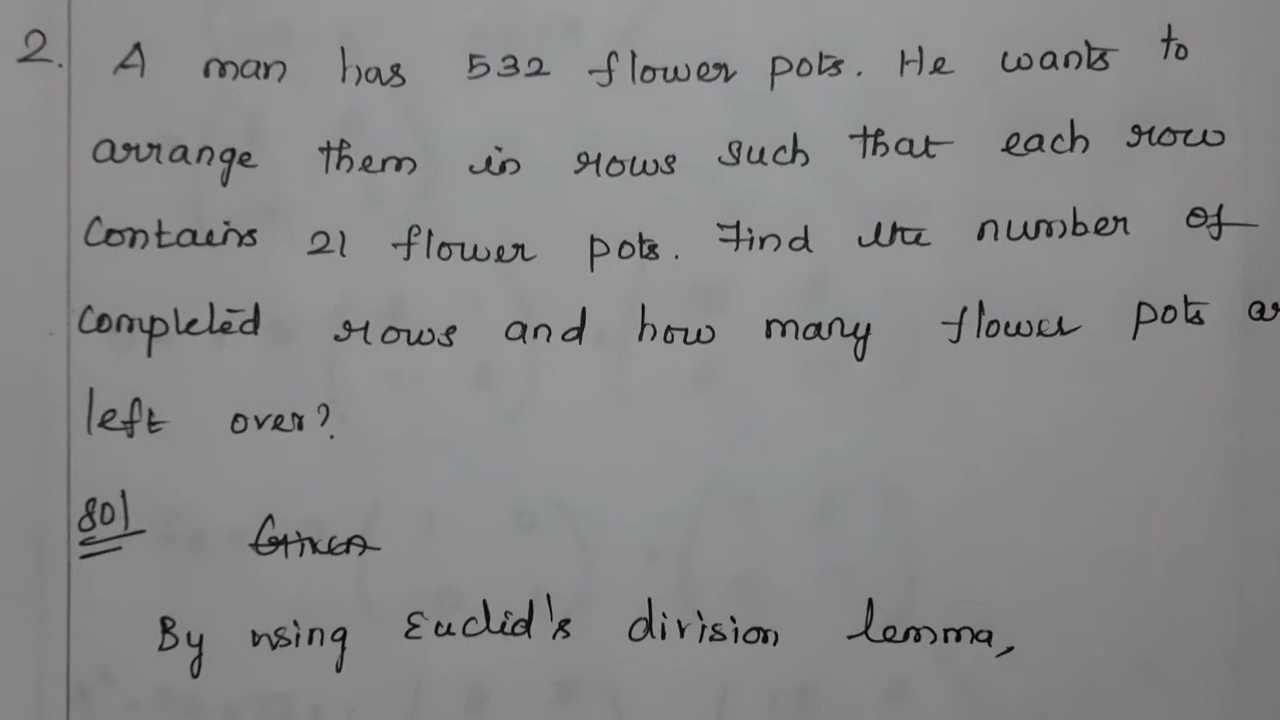 2. A man has 532 flower pots. He wants to
arrange them in rows such that each row
Contains 21 flower pots. Find the number of
completed rows and how many flower pots ar
left over?
Sol
Given
By using Euclid's division lemma,